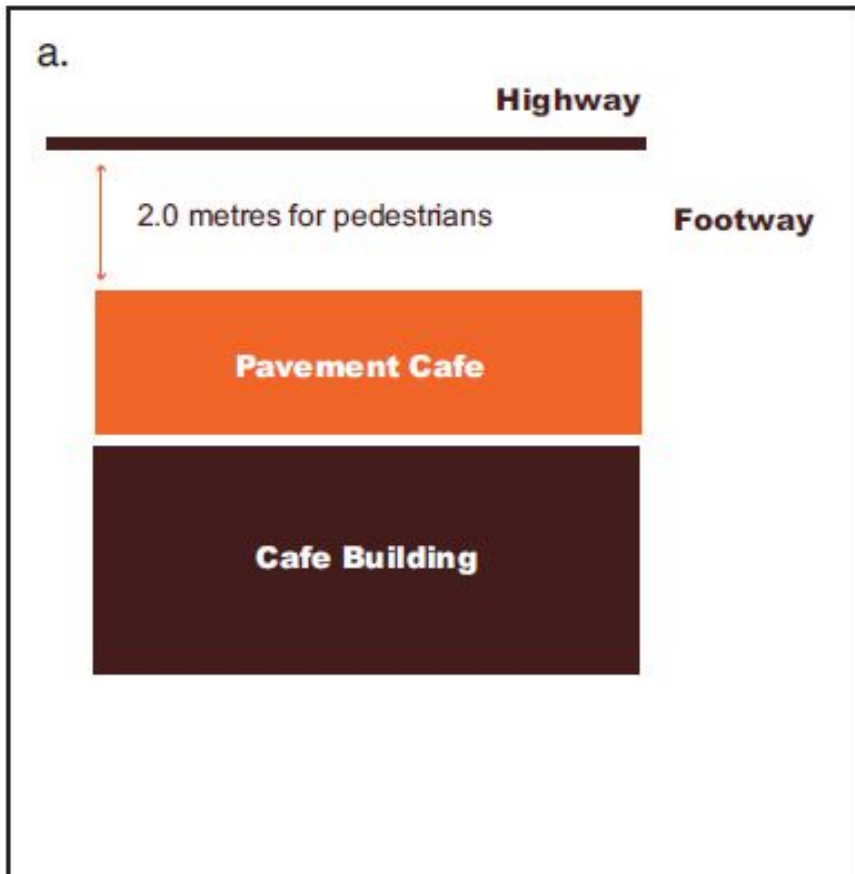 a.
Highway
2.0 metres for pedestrians
Footway
Pavement Cafe
Cafe Building